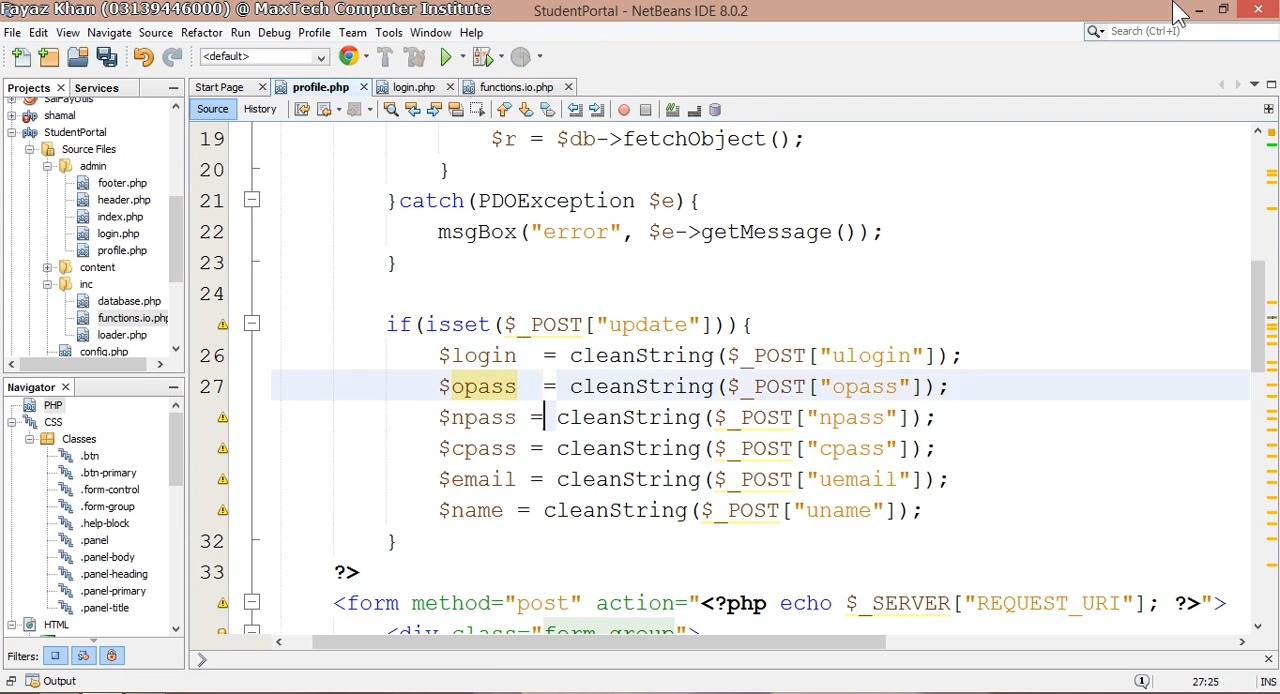 Fayaz Khan (03139446000) @ MaxTech Computer Institute
StudentPortal - NetBeans IDE 8.0.2
File Edit View Navigate Source Refactor Run Debug Profile Team Tools Window Help
Search (Ctrl+I)
<default>
Projects Services
Start Page profile.php login.php functions.io.php
Source History
SaifayUtils
shamal
StudentPortal
Source Files
admin
footer.php
header.php
index.php
login.php
profile.php
content
inc
database.php
functions.io.php
loader.php
config.php
Navigator
PHP
CSS
Classes
.btn
.btn-primary
.form-control
.form-group
.help-block
.panel
.panel-body
.panel-heading
.panel-primary
.panel-title
HTML
Filters:
19 $r = $db->fetchObject();
20 }
21 }catch(PDOException $e){
22 msgBox("error", $e->getMessage());
23 }
24
if(isset($_POST["update"])){
26 $login = cleanString($_POST["ulogin"]);
27 $opass = cleanString($_POST["opass"]);
$npass = cleanString($_POST["npass"]);
$cpass = cleanString($_POST["cpass"]);
$email = cleanString($_POST["uemail"]);
$name = cleanString($_POST["uname"]);
32 }
33 ?>
<form method="post" action="<?php echo $_SERVER["REQUEST_URI"]; ?>">
<div class="form-group">
Output
1
27:25 INS